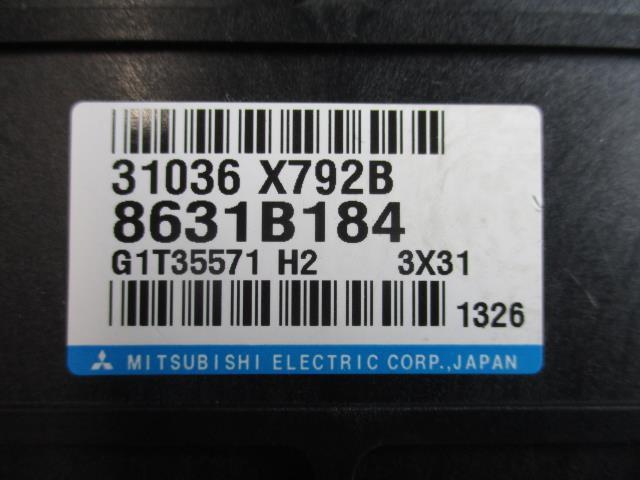 31036 X792B
8631B184
G1T35571 H2 3X31
1326
MITSUBISHI ELECTRIC CORP.,JAPAN